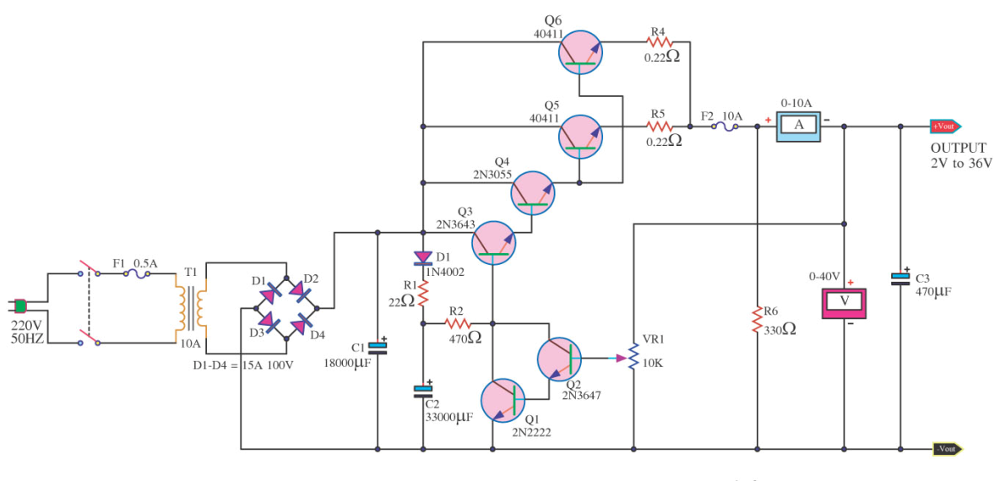 Q6
40411
R4
0.22Ω
Q5
40411
R5
0.22Ω
F2 10A
0-10A
+ A -
+Vout
OUTPUT
2V to 36V
Q4
2N3055
Q3
2N3643
D1
1N4002
R1
22Ω
R2
470Ω
F1 0.5A
T1
10A
220V
50HZ
D1 D2
D3 D4
D1-D4 = 15A 100V
+
C1
18000µF
+
C2
33000µF
Q2
2N3647
Q1
2N2222
VR1
10K
R6
330Ω
0-40V
+
V
-
+
C3
470µF
-Vout